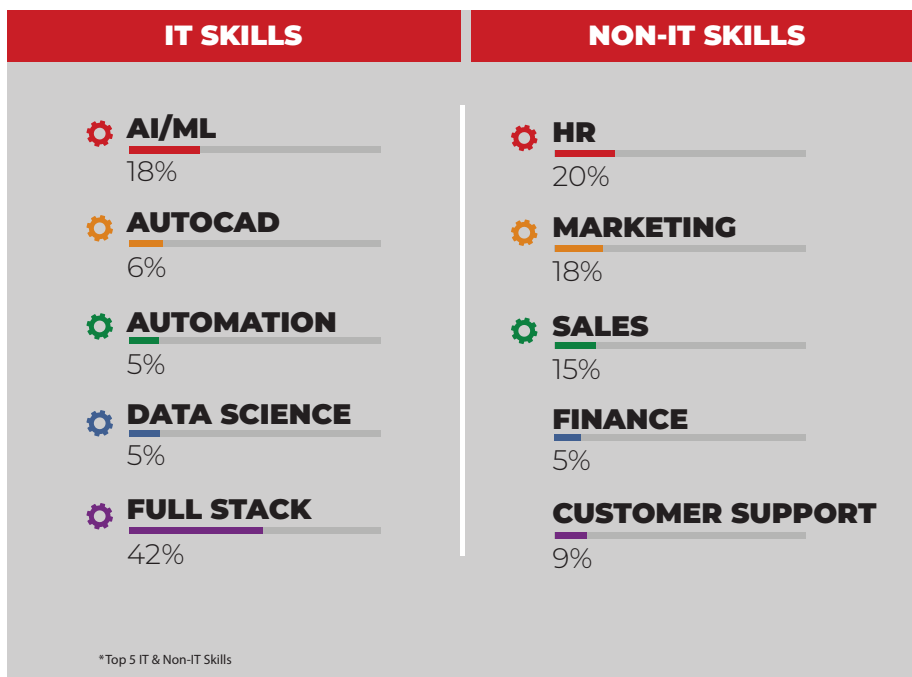 IT SKILLS
AI/ML
18%
AUTOCAD
6%
AUTOMATION
5%
DATA SCIENCE
5%
FULL STACK
42%
NON-IT SKILLS
HR
20%
MARKETING
18%
SALES
15%
FINANCE
5%
CUSTOMER SUPPORT
9%
*Top 5 IT & Non-IT Skills